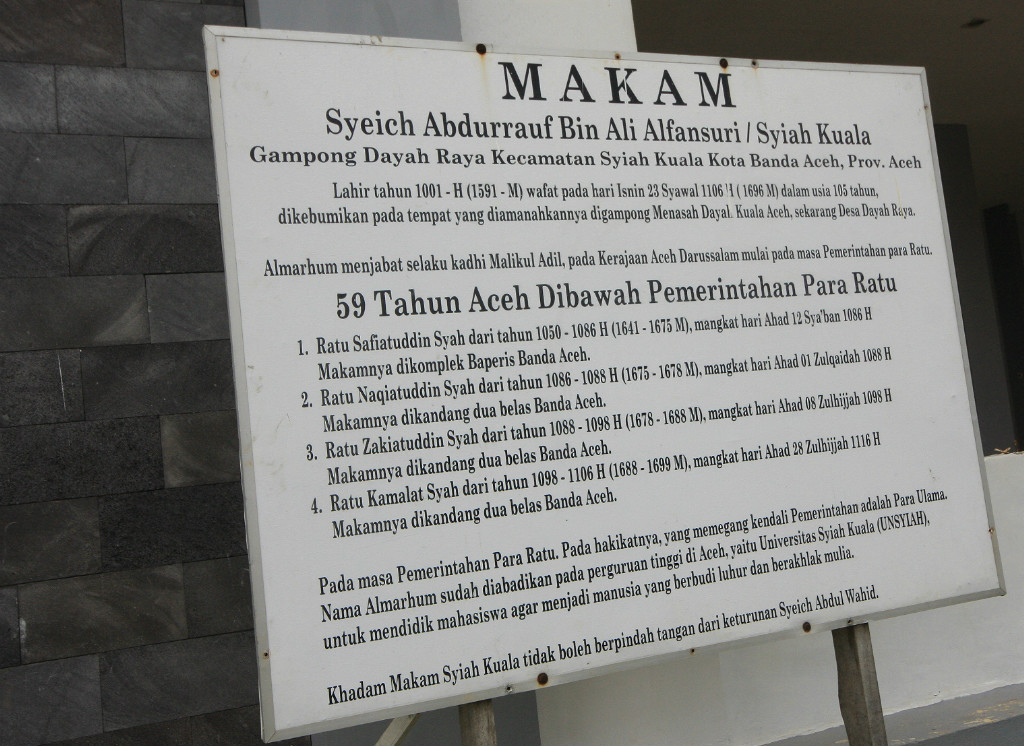 MAKAM
Syeich Abdurrauf Bin Ali Alfansuri / Syiah Kuala
Gampong Dayah Raya Kecamatan Syiah Kuala Kota Banda Aceh, Prov. Aceh
Lahir tahun 1001 - H (1591 - M) wafat pada hari Isnin 23 Syawal 1106 H ( 1696 M) dalam usia 105 tahun,
dikebumikan pada tempat yang diamanahkannya digampong Menasah Dayal. Kuala Aceh, sekarang Desa Dayah Raya.
Almarhum menjabat selaku kadhi Malikul Adil, pada Kerajaan Aceh Darussalam mulai pada masa Pemerintahan para Ratu.
59 Tahun Aceh Dibawah Pemerintahan Para Ratu
1. Ratu Safiatuddin Syah dari tahun 1050 - 1086 H (1641 - 1675 M), mangkat hari Ahad 12 Sya'ban 1086 H
Makamnya dikomplek Baperis Banda Aceh.
2. Ratu Naqiatuddin Syah dari tahun 1086 - 1088 H (1675 - 1678 M), mangkat hari Ahad 01 Zulqaidah 1088 H
Makamnya dikandang dua belas Banda Aceh.
3. Ratu Zakiatuddin Syah dari tahun 1088 - 1098 H (1678 - 1688 M), mangkat hari Ahad 08 Zulhijjah 1098 H
Makamnya dikandang dua belas Banda Aceh.
4. Ratu Kamalat Syah dari tahun 1098 - 1106 H (1688 - 1699 M), mangkat hari Ahad 28 Zulhijjah 1116 H
Makamnya dikandang dua belas Banda Aceh.
Pada masa Pemerintahan Para Ratu. Pada hakikatnya, yang memegang kendali Pemerintahan adalah Para Ulama.
Nama Almarhum sudah diabadikan pada perguruan tinggi di Aceh, yaitu Universitas Syiah Kuala (UNSYIAH),
untuk mendidik mahasiswa agar menjadi manusia yang berbudi luhur dan berakhlak mulia.
Khadam Makam Syiah Kuala tidak boleh berpindah tangan dari keturunan Syeich Abdul Wahid.